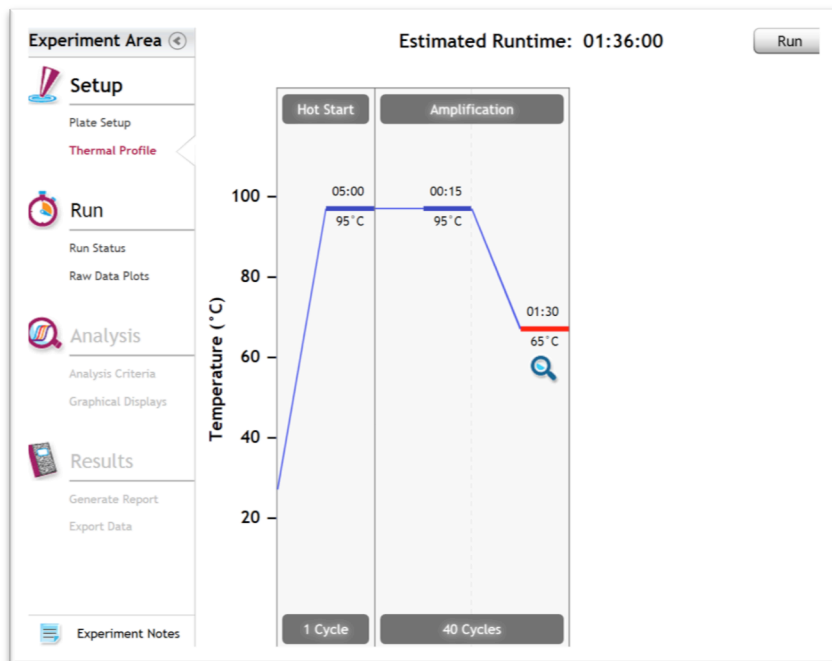 Experiment Area
Estimated Runtime: 01:36:00
Run
Setup
Plate Setup
Thermal Profile
Run
Run Status
Raw Data Plots
Analysis
Analysis Criteria
Graphical Displays
Results
Generate Report
Export Data
Experiment Notes
Hot Start
Amplification
Temperature (°C)
100
80
60
40
20
05:00
95°C
00:15
95°C
01:30
65°C
1 Cycle
40 Cycles